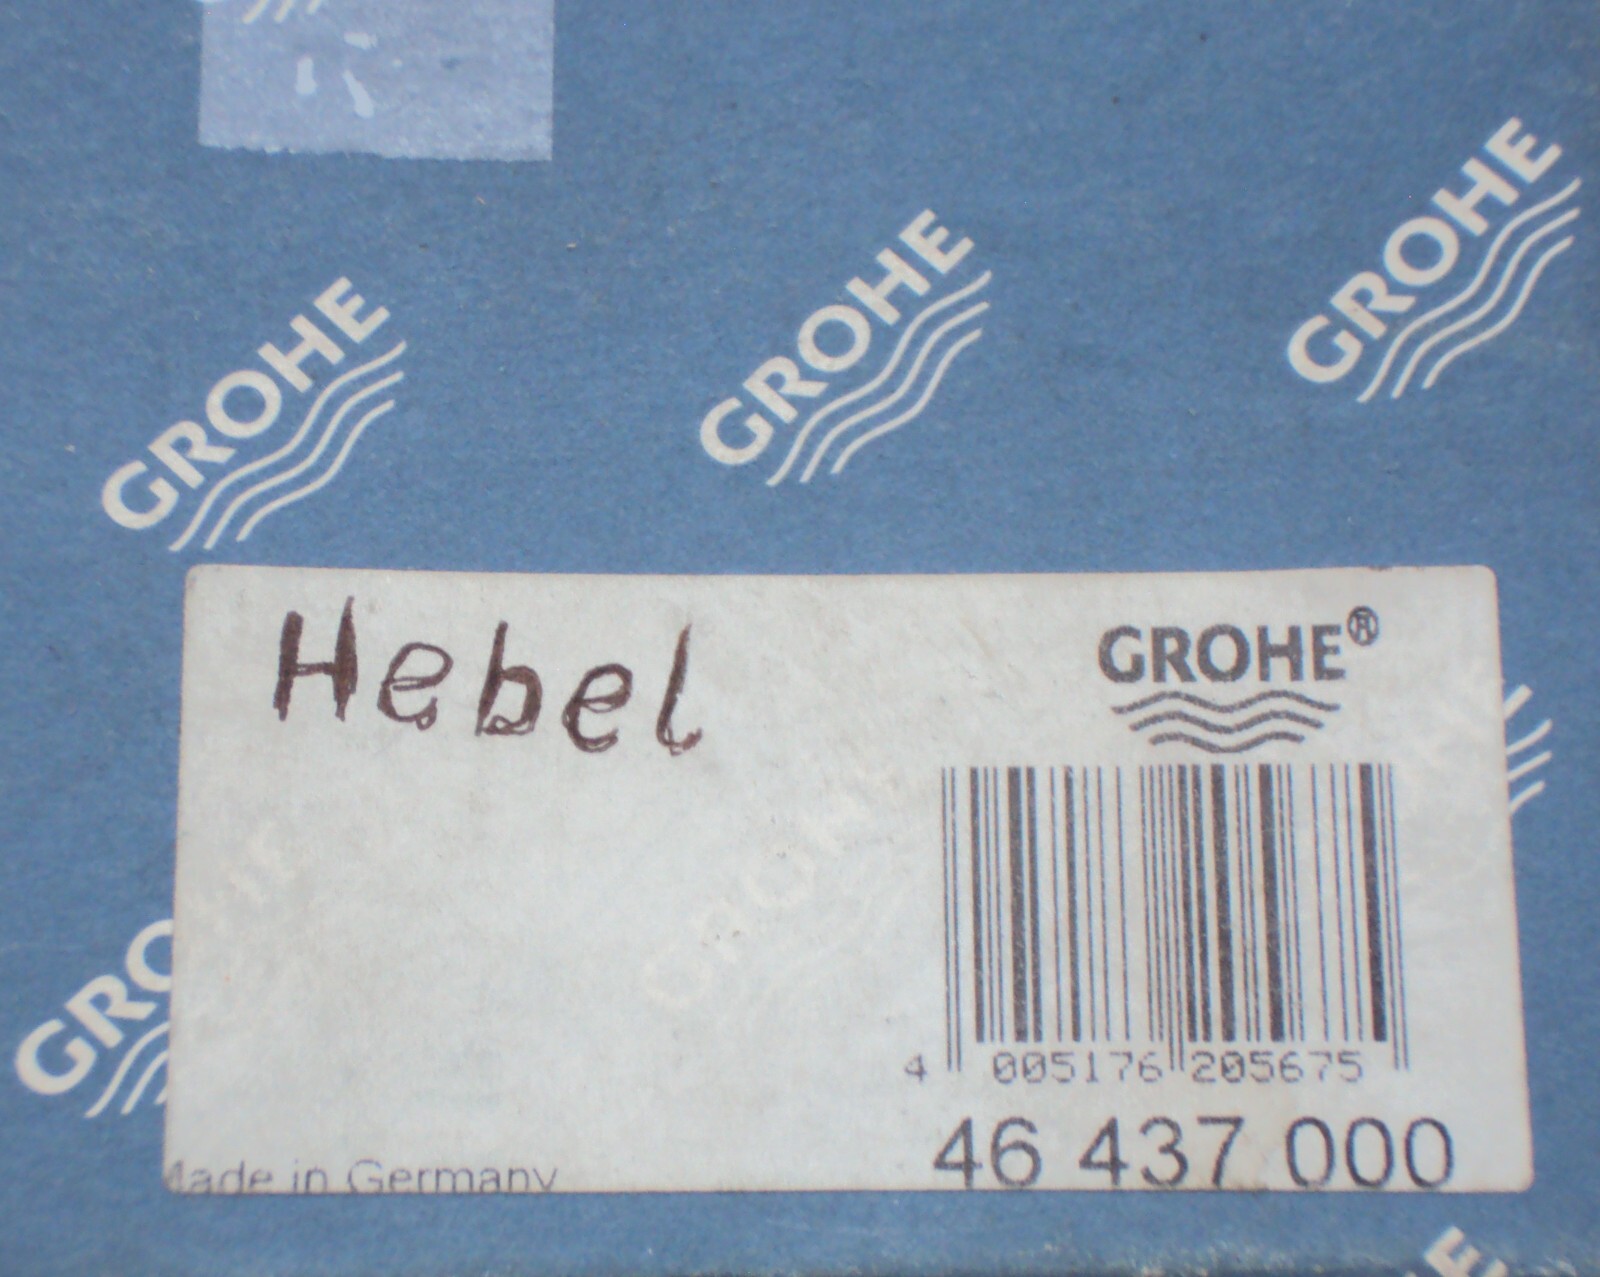 GROHE
GROHE
GROHE
Hebel
GROHE®
4 005176 205675
46 437 000
Made in Germany